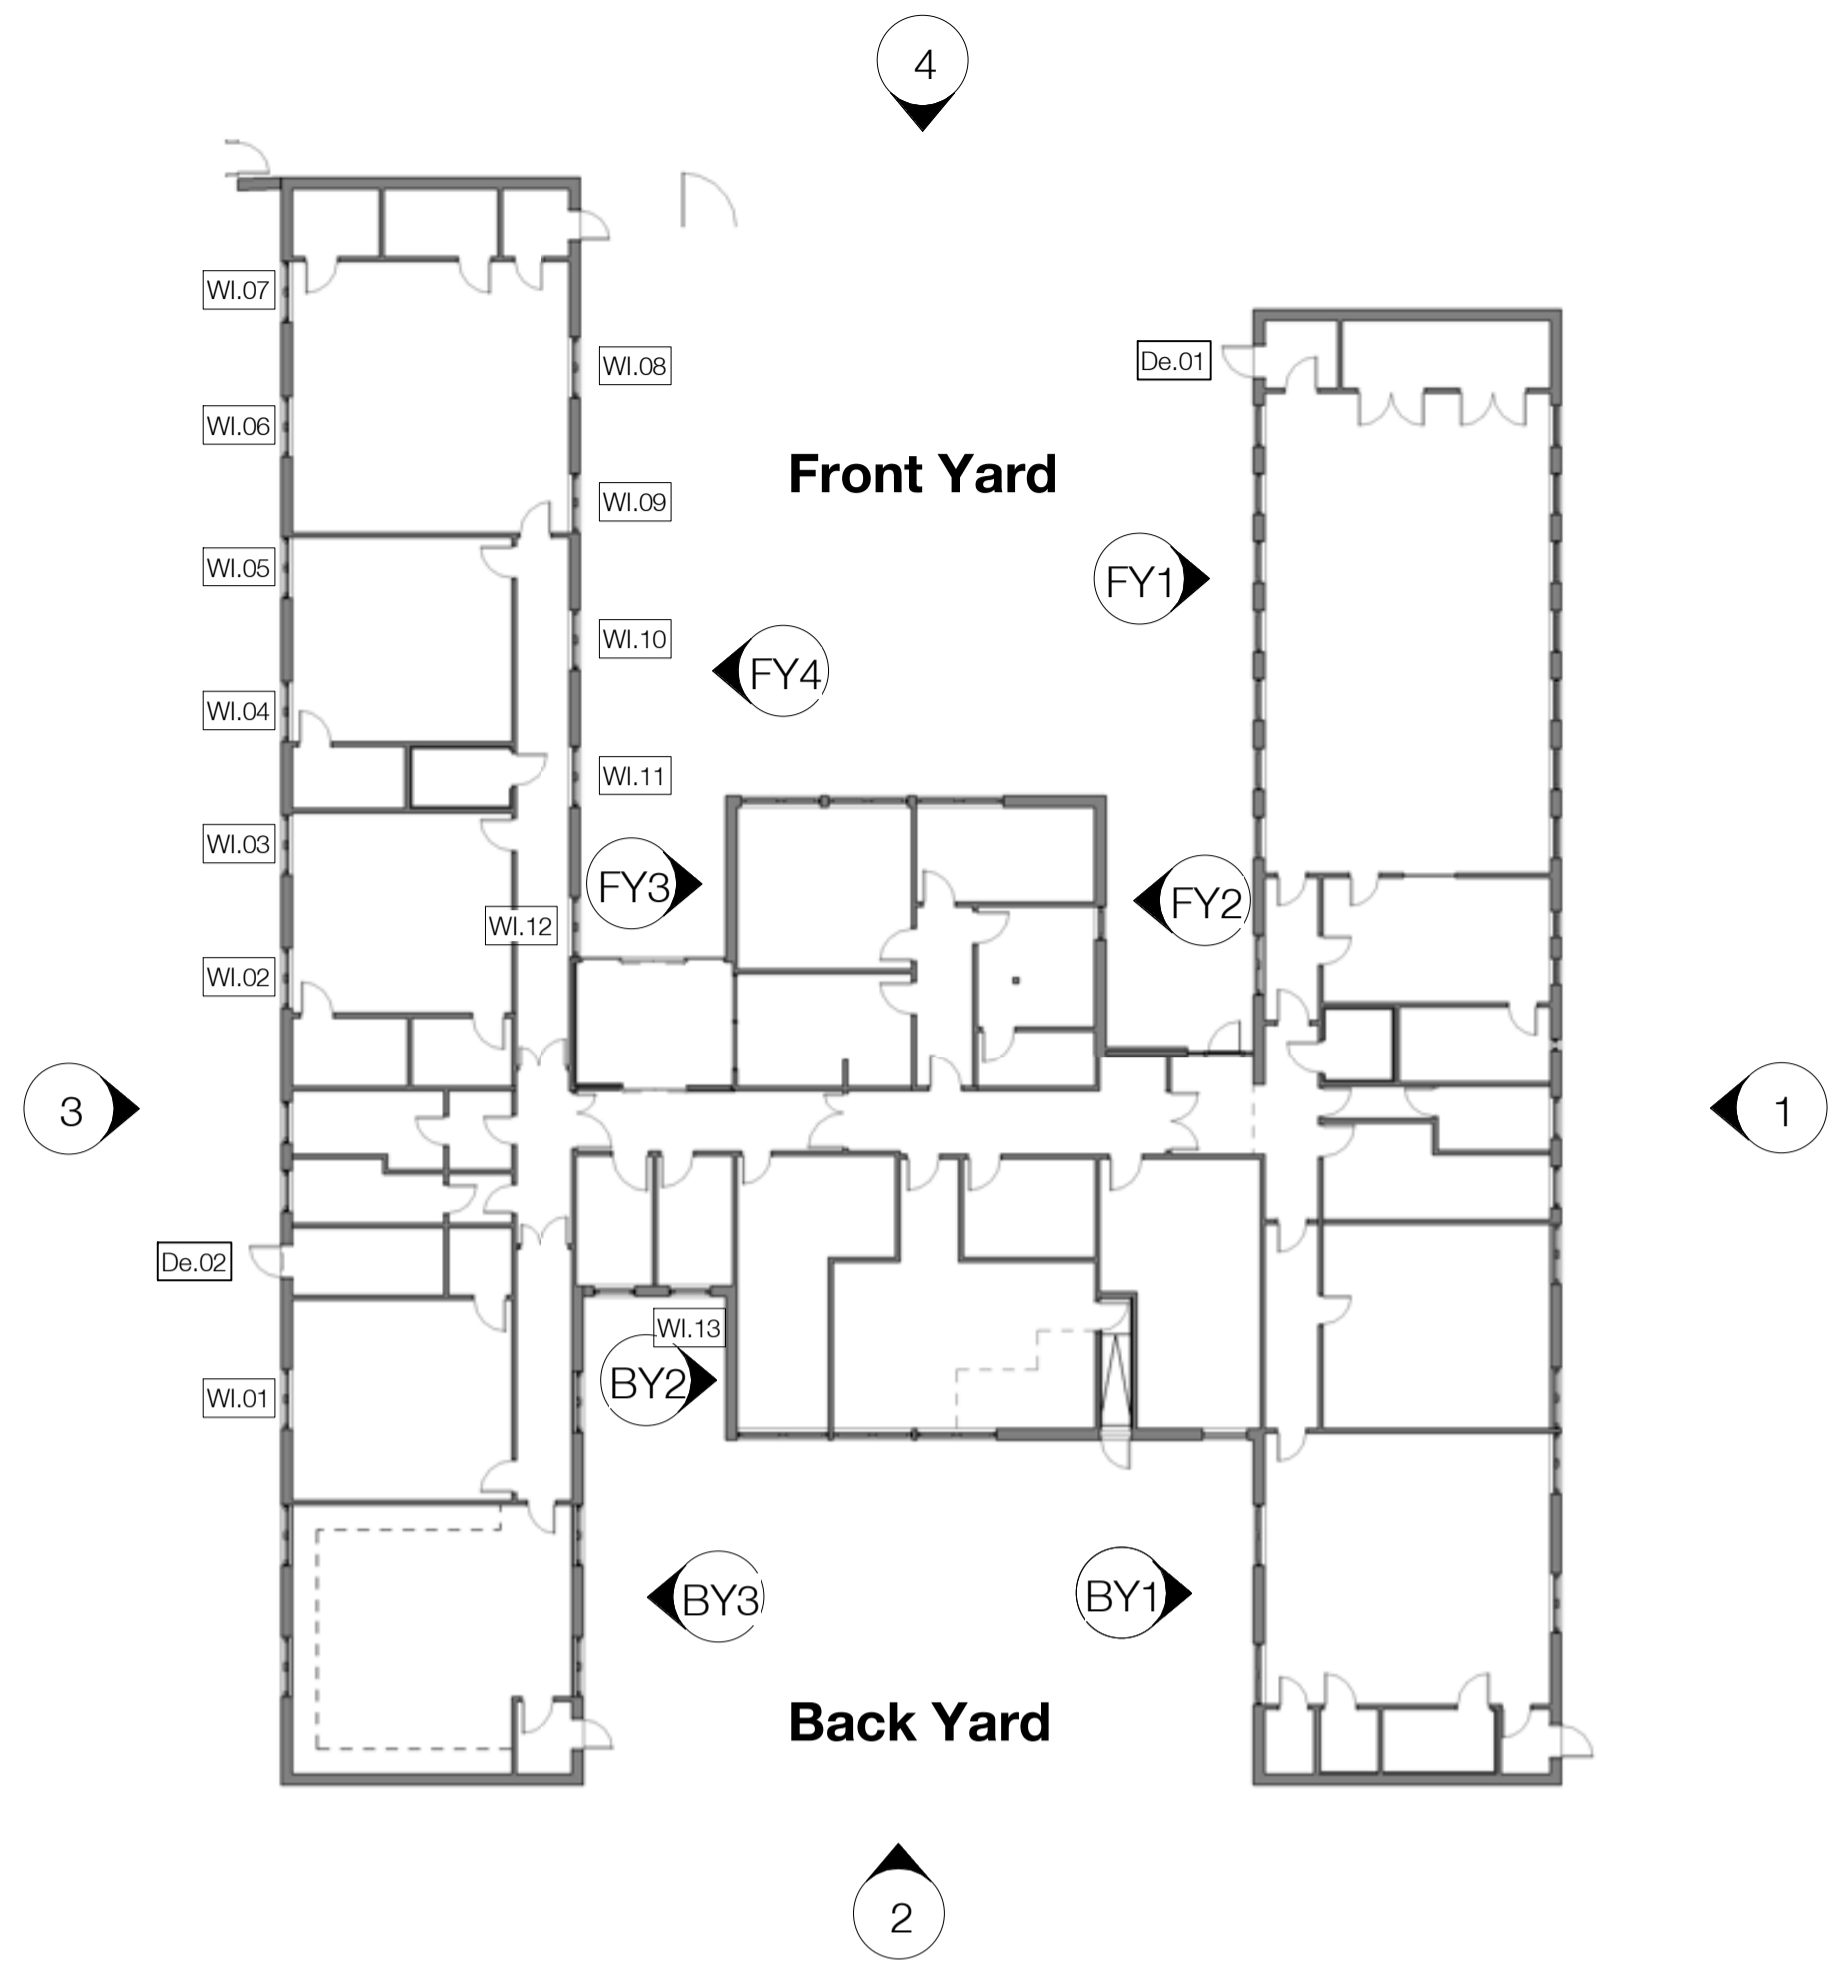 4
WI.07
De.01
WI.08
WI.06
Front Yard
WI.09
WI.05
FY1
WI.10
FY4
WI.04
WI.11
WI.03
FY3
FY2
WI.12
WI.02
3
1
De.02
WI.13
BY2
WI.01
BY3
BY1
Back Yard
2